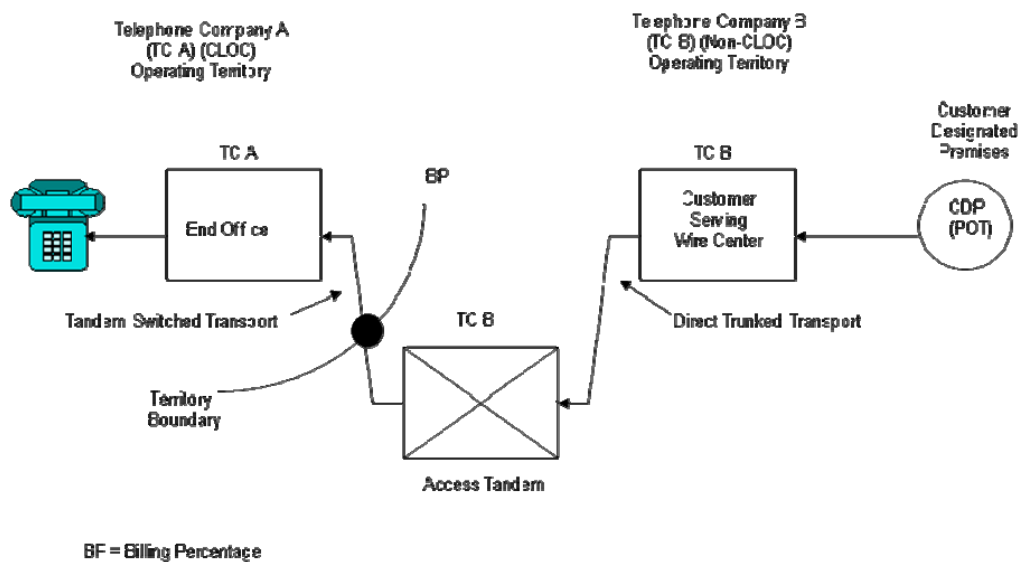 Telephone Company A
(TC A) (CLOC)
Operating Territory
Telephone Company B
(TC B) (Non-CLOC)
Operating Territory
Customer
Designated
Premises
TC A
TC B
BP
End Office
Customer
Serving
Wire Center
CDP
(POT)
Tandem Switched Transport
TC B
Direct Trunked Transport
Territory
Boundary
Access Tandem
BP = Billing Percentage